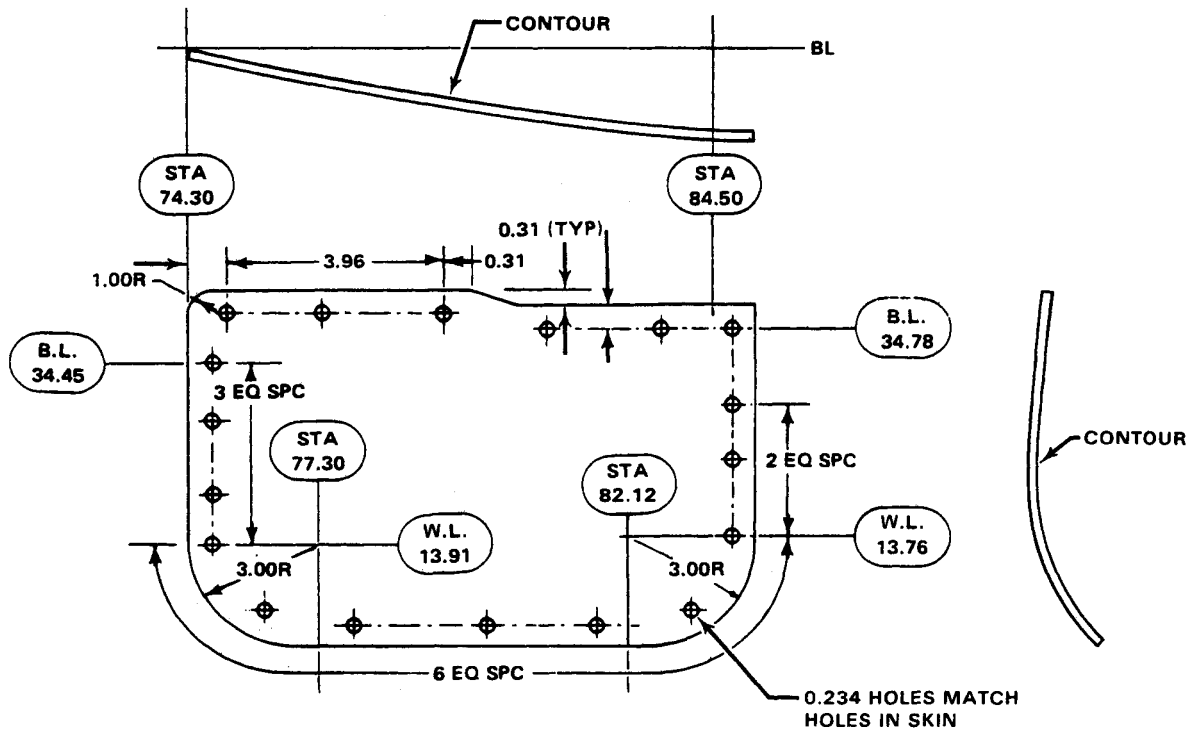 CONTOUR
BL
STA
74.30
STA
84.50
0.31 (TYP)
3.96
0.31
1.00R
B.L.
34.45
B.L.
34.78
3 EQ SPC
STA
77.30
STA
82.12
2 EQ SPC
CONTOUR
W.L.
13.91
W.L.
13.76
3.00R
3.00R
6 EQ SPC
0.234 HOLES MATCH
HOLES IN SKIN